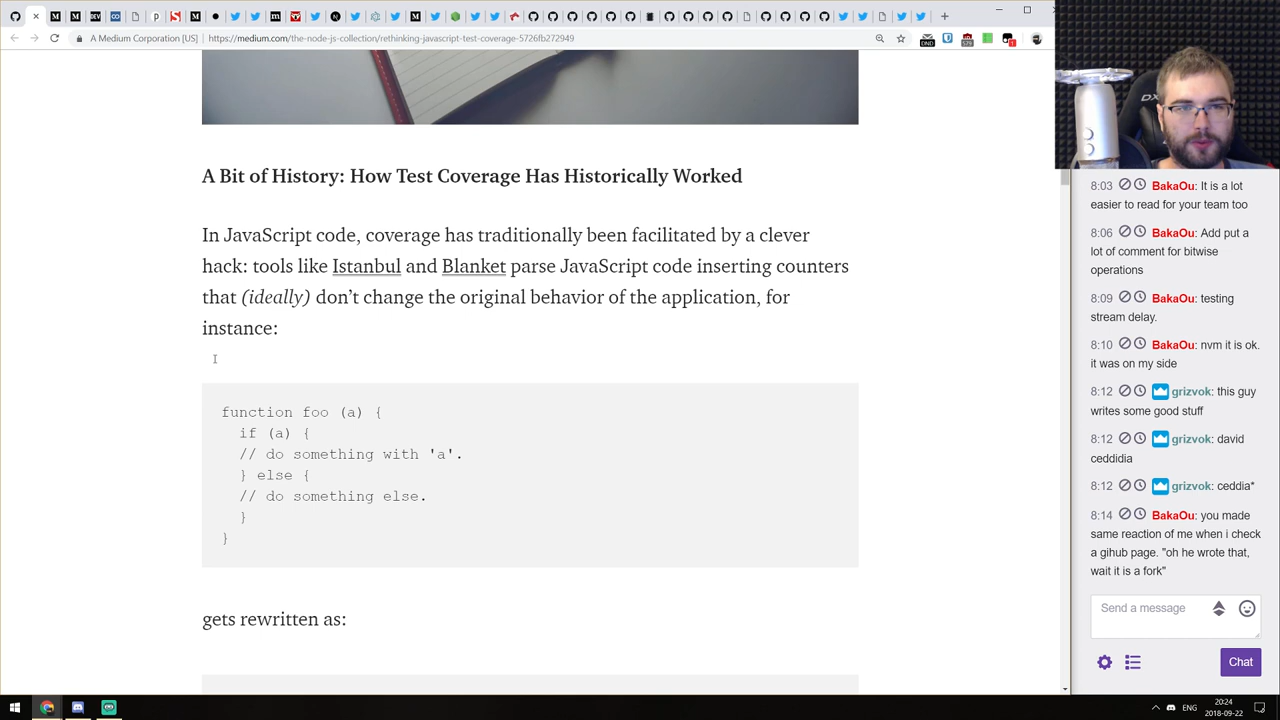 A Medium Corporation [US]
https://medium.com/the-node-js-collection/rethinking-javascript-test-coverage-5726fb272949
DND
579
1
A Bit of History: How Test Coverage Has Historically Worked
In JavaScript code, coverage has traditionally been facilitated by a clever
hack: tools like Istanbul and Blanket parse JavaScript code inserting counters
that (ideally) don’t change the original behavior of the application, for
instance:
function foo (a) {
if (a) {
// do something with 'a'.
} else {
// do something else.
}
}
gets rewritten as:
DX
8:03 BakaOu: It is a lot
easier to read for your team too
8:06 BakaOu: Add put a
lot of comment for bitwise
operations
8:09 BakaOu: testing
stream delay.
8:10 BakaOu: nvm it is ok.
it was on my side
8:12 grizvok: this guy
writes some good stuff
8:12 grizvok: david
ceddidia
8:12 grizvok: ceddia*
8:14 BakaOu: you made
same reaction of me when i check
a gihub page. "oh he wrote that,
wait it is a fork"
Send a message
Chat
ENG
20:24
2018-09-22